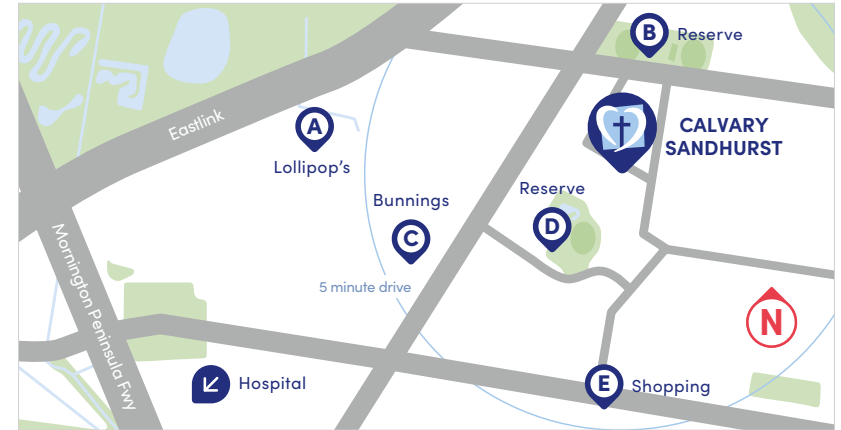 B
Reserve
Eastlink
A
Lollipop's
CALVARY
SANDHURST
Reserve
D
Bunnings
C
5 minute drive
Mornington Peninsula Fwy
N
Hospital
E
Shopping